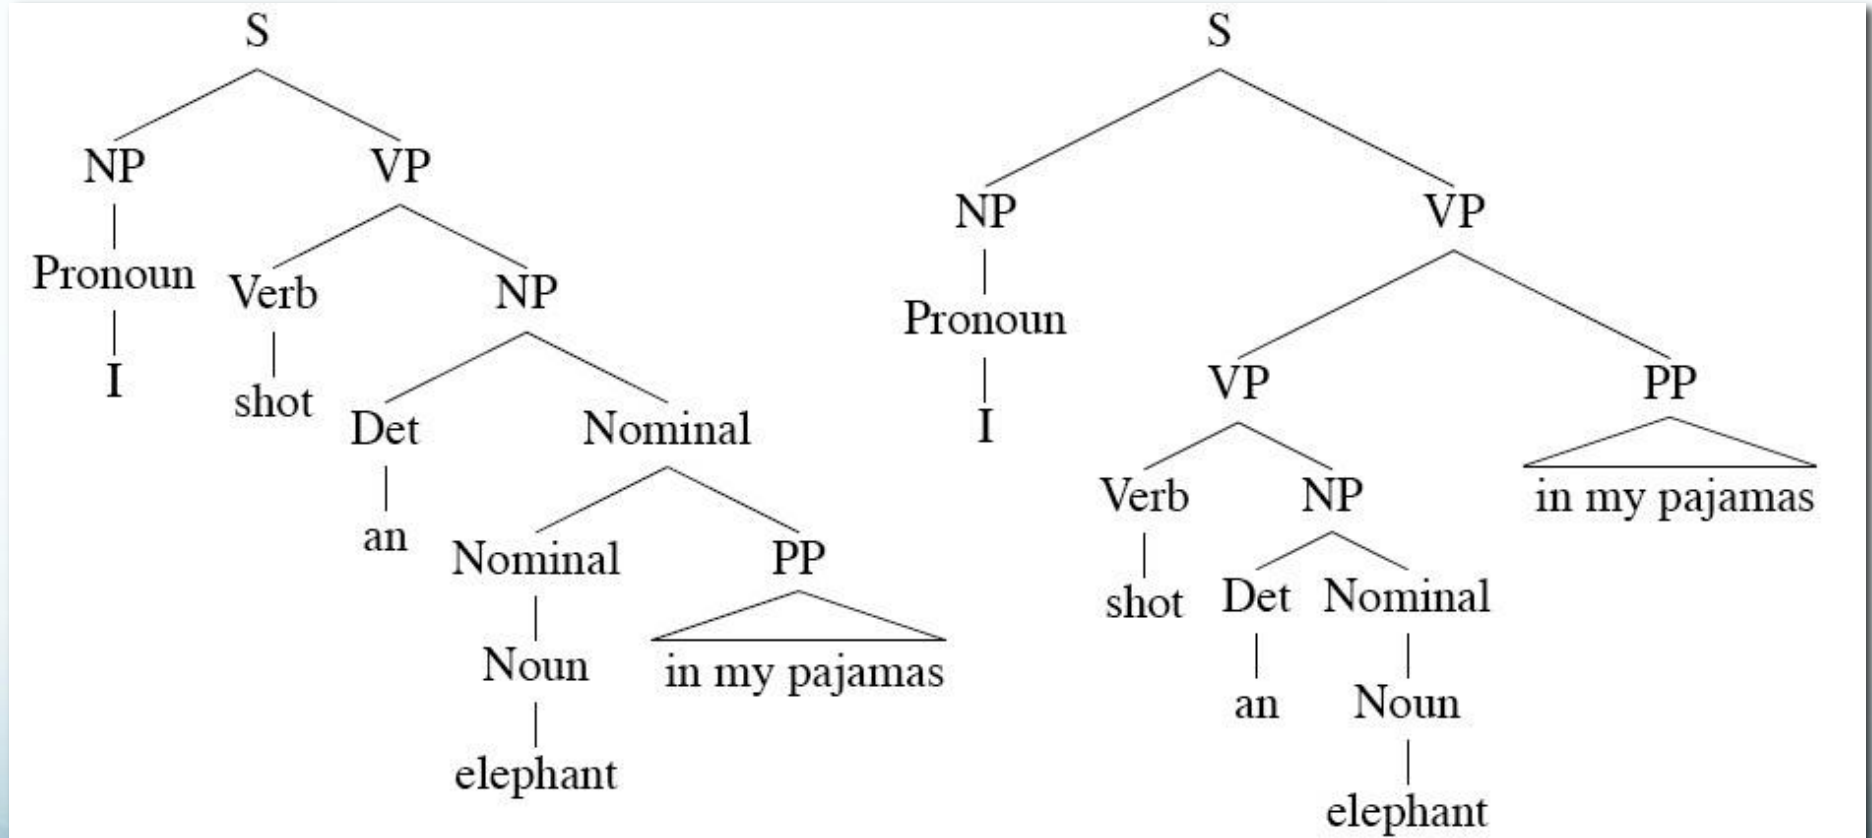 S
NP VP
Pronoun Verb NP
I shot Det Nominal
an Nominal PP
Noun in my pajamas
elephant
S
NP VP
Pronoun VP PP
I Verb NP in my pajamas
shot Det Nominal
an Noun
elephant